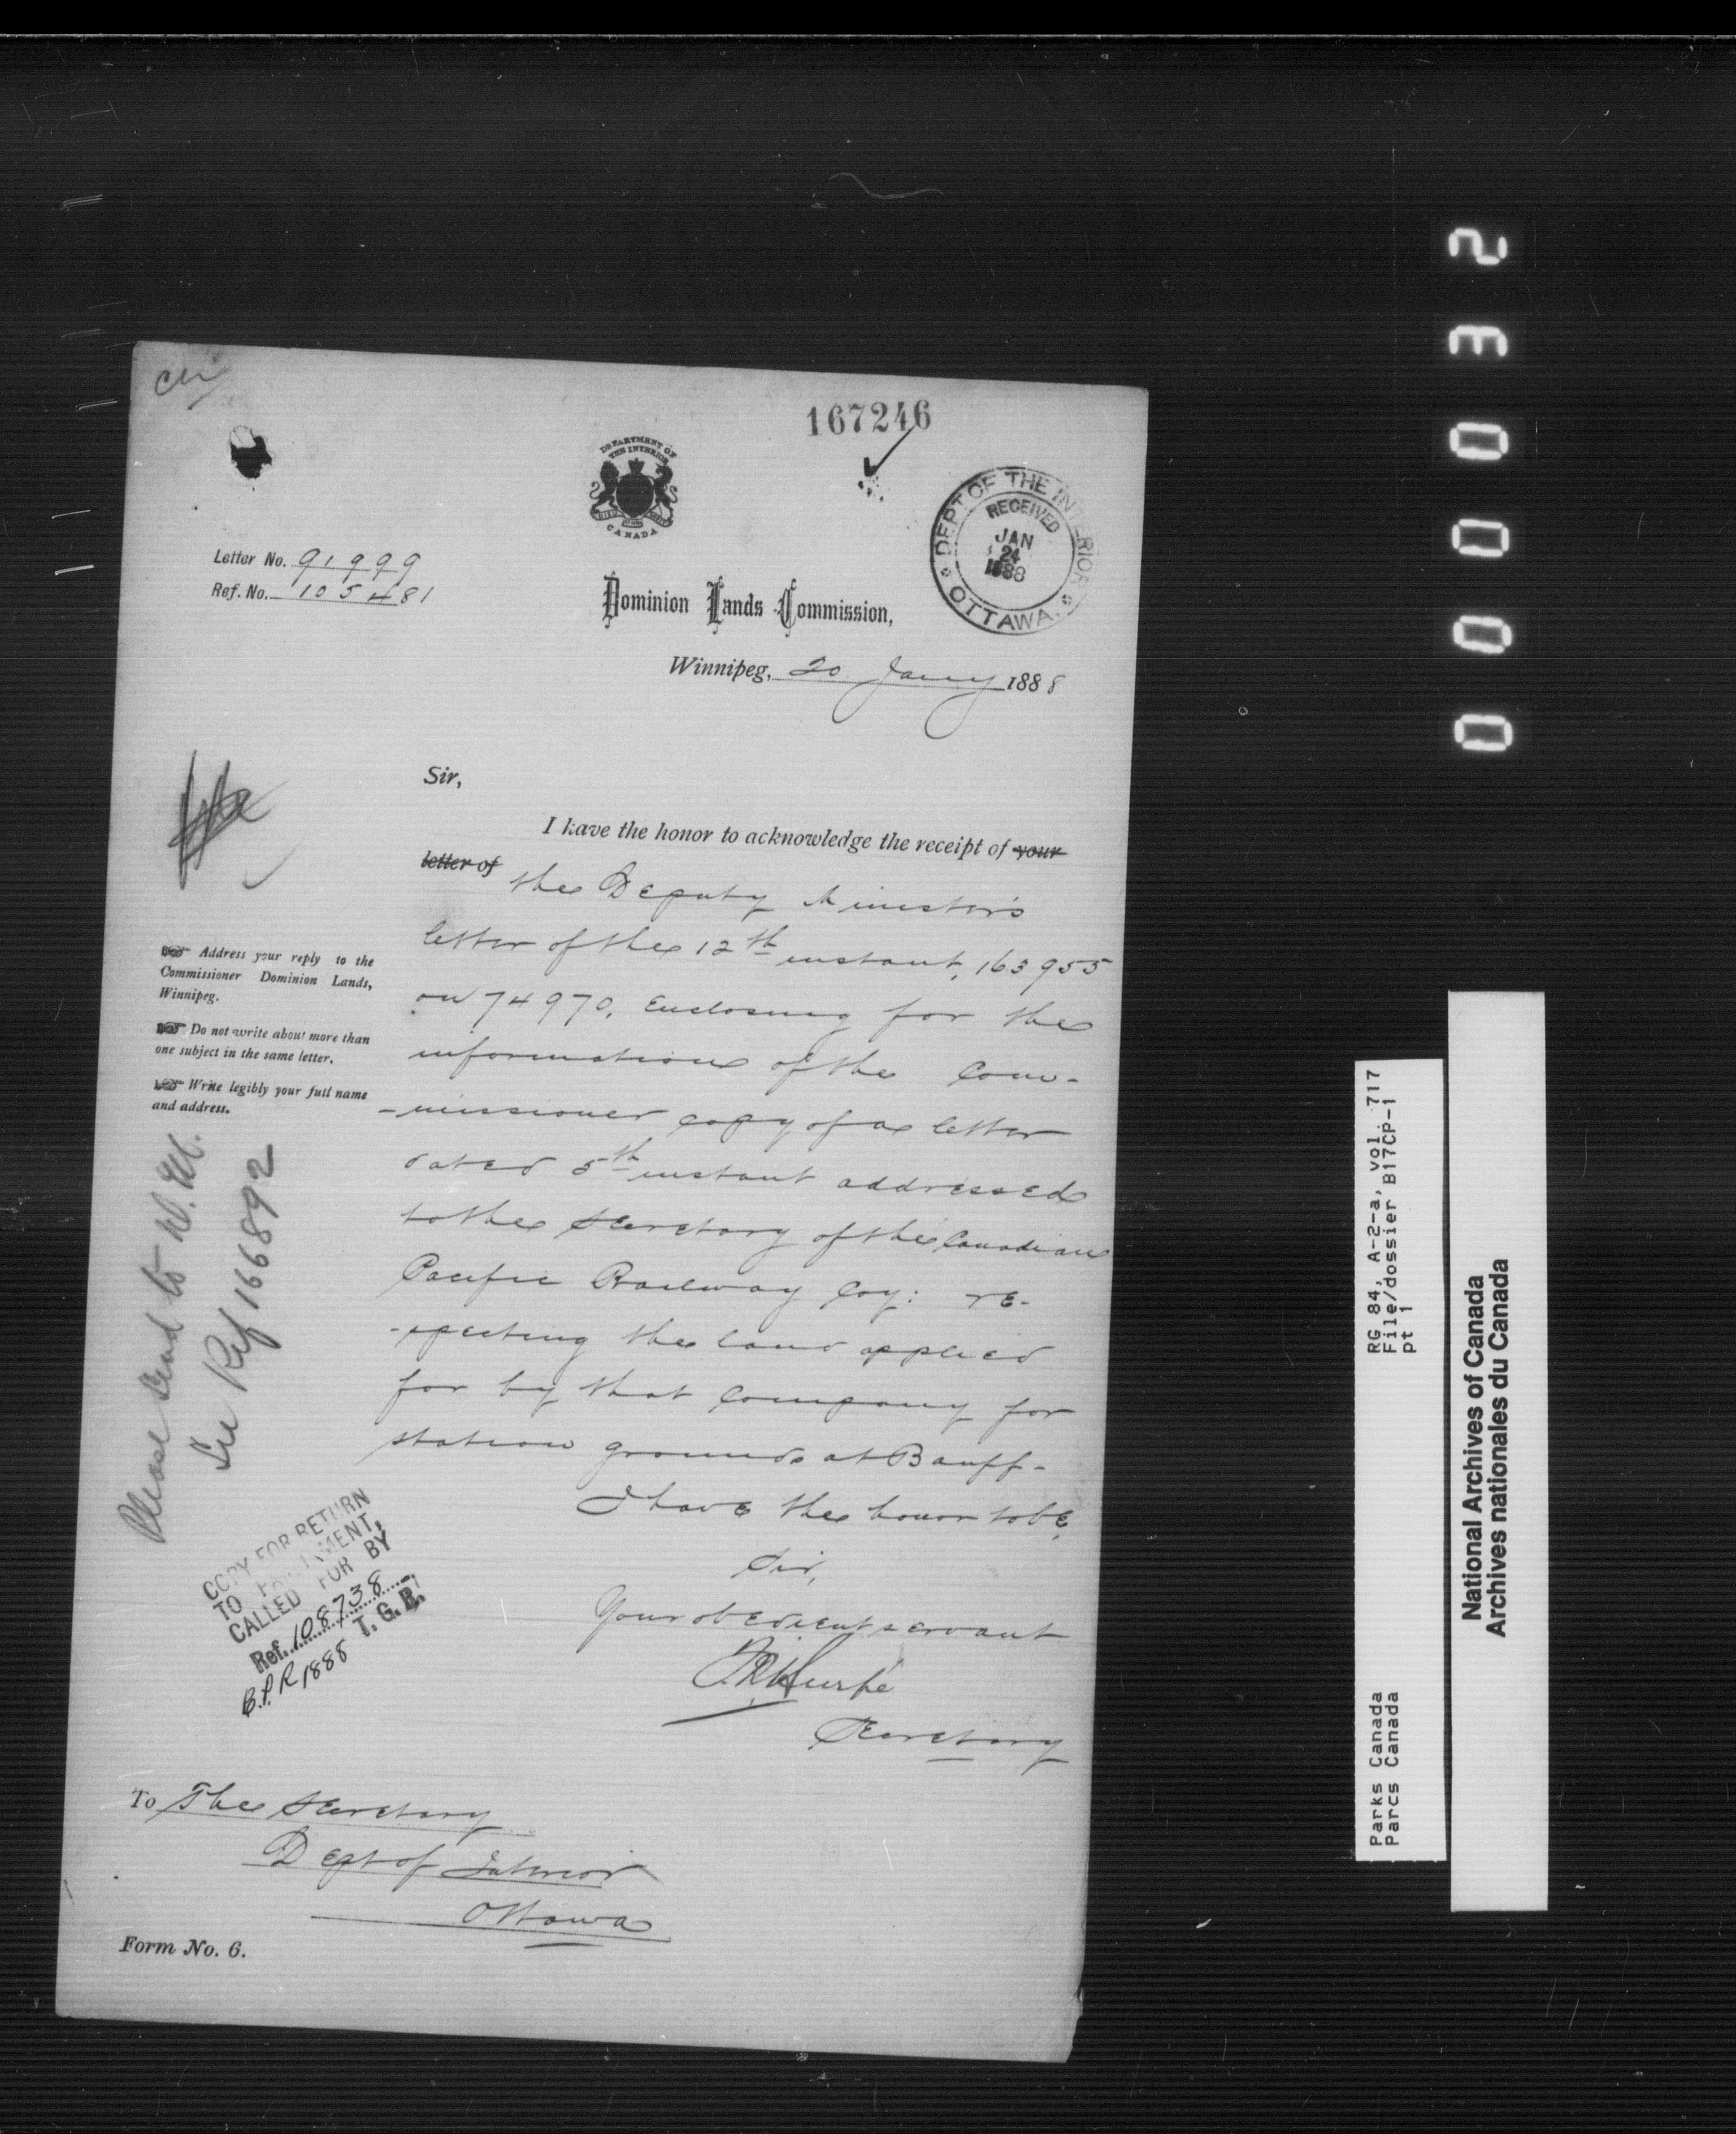 167246
DEPARTMENT OF
THE INTERIOR
CANADA
DEPT OF THE INTERIOR
RECEIVED
JAN
24
1888
OTTAWA.
Letter No. 91999
Ref. No. 105481
Dominion Lands Commission,
Winnipeg, 20 Jany 1888
Sir,
I have the honor to acknowledge the receipt of your
letter of
the Deputy Minister's
letter of the 12th instant, 163955
on 74970, Enclosing for the
information of the Com-
-missioner copy of a letter
dated 5th instant addressed
to the Secretary of the Canadian
Pacific Railway Coy: re-
-specting the land applied
for by that Company for
station grounds at Banff-
I have the honor to be,
Sir,
Your obedient servant
Secretary
Address your reply to the
Commissioner Dominion Lands,
Winnipeg.
Do not write about more than
one subject in the same letter.
Write legibly your full name
and address.
Please Send to
Ref 166892
COPY FOR RETURN
TO PARLIAMENT,
CALLED FOR BY
Ref. 108738
T. G. R.
B.P.R 1888
To The Secretary
Dept of Interior
Ottawa
Form No. 6.
0000032
RG 84, A-2-a, vol. 717
File/dossier B17CP-1
pt 1
Parks Canada
Parcs Canada
National Archives of Canada
Archives nationales du Canada